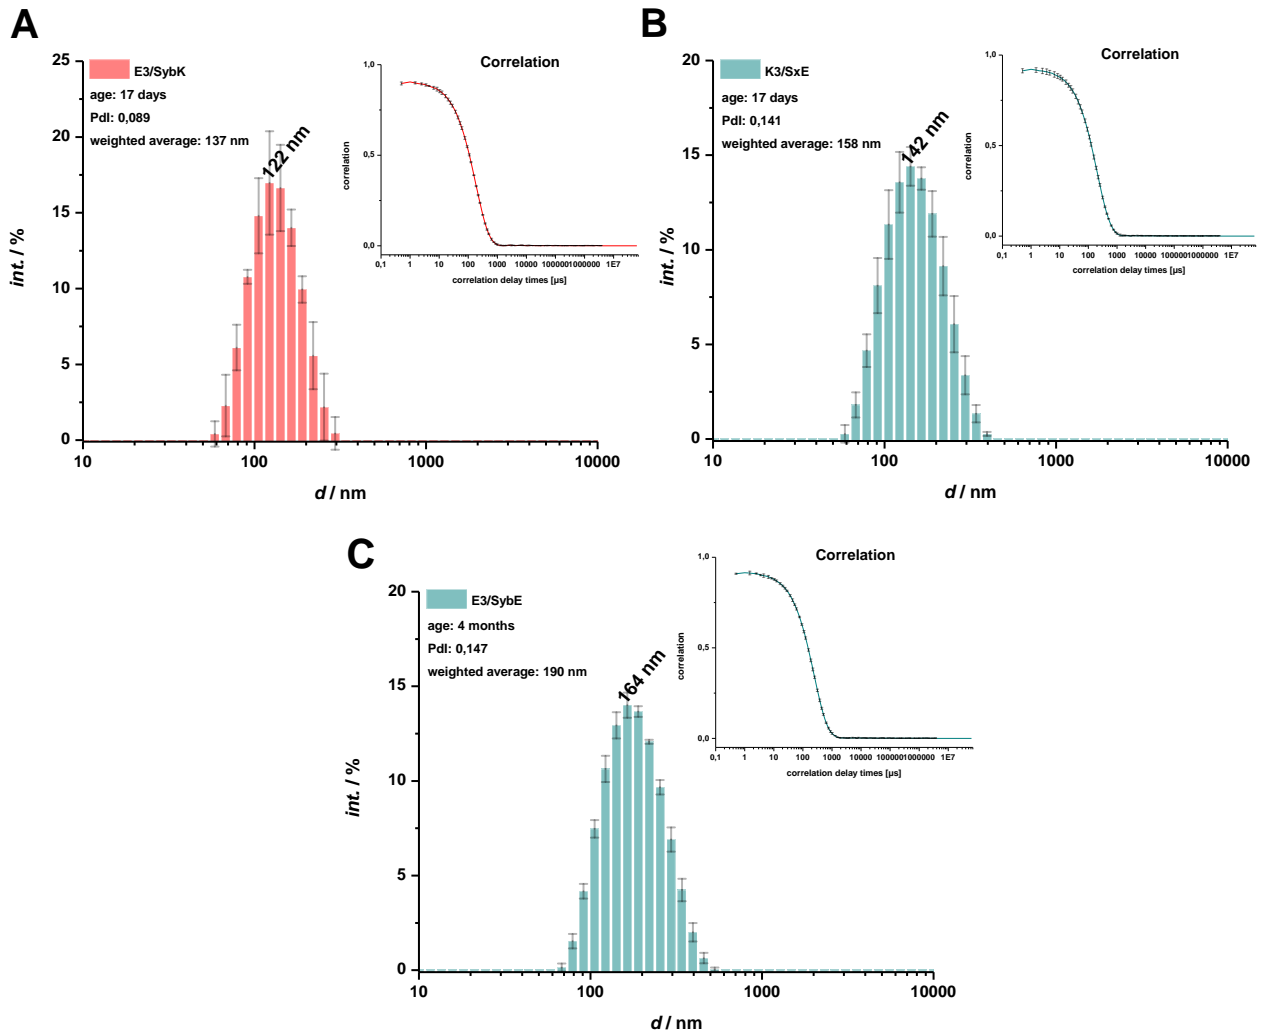 A
25
20
15
10
5
0
int. / %
E3/SybK
age: 17 days
PdI: 0,089
weighted average: 137 nm
122 nm
10
100
1000
10000
d / nm
Correlation
1,0
0,5
0,0
correlation
0,1
1
10
100
1000
10000
1000001000000
1E7
correlation delay times [µs]
B
20
15
10
5
0
int. / %
K3/SxE
age: 17 days
PdI: 0,141
weighted average: 158 nm
142 nm
10
100
1000
10000
d / nm
Correlation
1,0
0,5
0,0
correlation
0,1
1
10
100
1000
10000
1000001000000
1E7
correlation delay times [µs]
C
20
15
10
5
0
int. / %
E3/SybE
age: 4 months
PdI: 0,147
weighted average: 190 nm
164 nm
10
100
1000
10000
d / nm
Correlation
1,0
0,5
0,0
correlation
0,1
1
10
100
1000
10000
1000001000000
1E7
correlation delay times [µs]